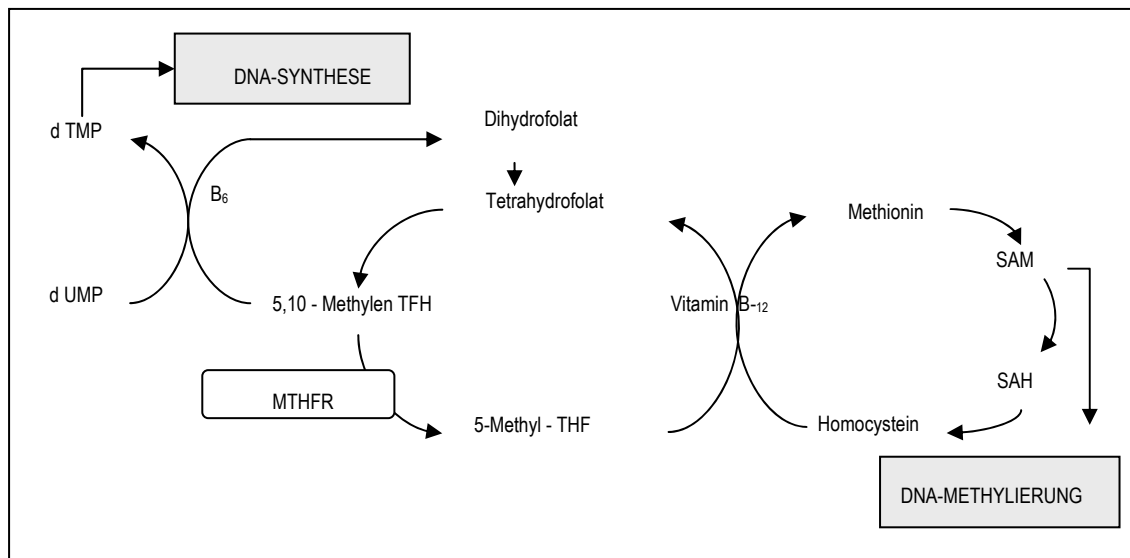 DNA-SYNTHESE
d TMP
Dihydrofolat
B₆
Tetrahydrofolat
Methionin
SAM
d UMP
5,10 - Methylen TFH
Vitamin B-₁₂
SAH
MTHFR
5-Methyl - THF
Homocystein
DNA-METHYLIERUNG